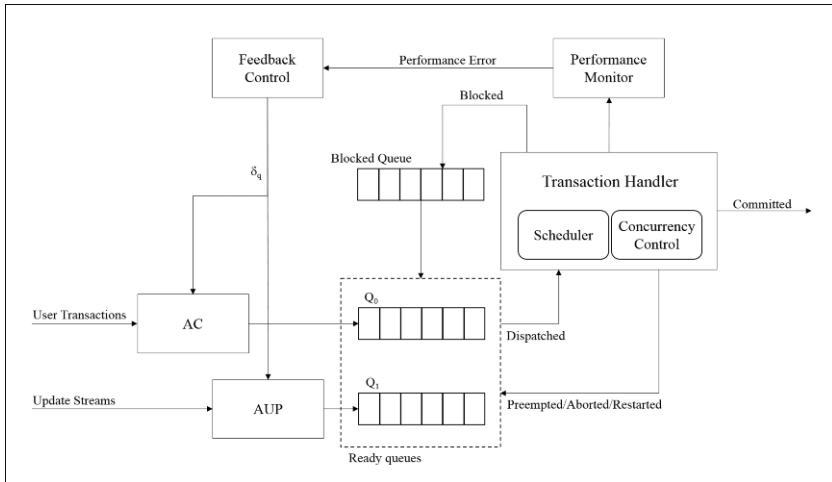 Feedback
Control
Performance Error
Performance
Monitor
Blocked
Blocked Queue
δq
Transaction Handler
Committed
Scheduler
Concurrency
Control
User Transactions
AC
Q0
Dispatched
Update Streams
AUP
Q1
Preempted/Aborted/Restarted
Ready queues